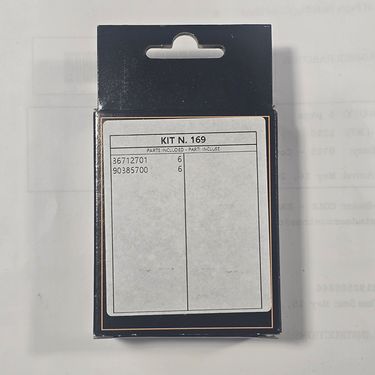 KIT N. 169
PARTS INCLUDED - PARTI INCLUSE
36712701 6
90385700 6